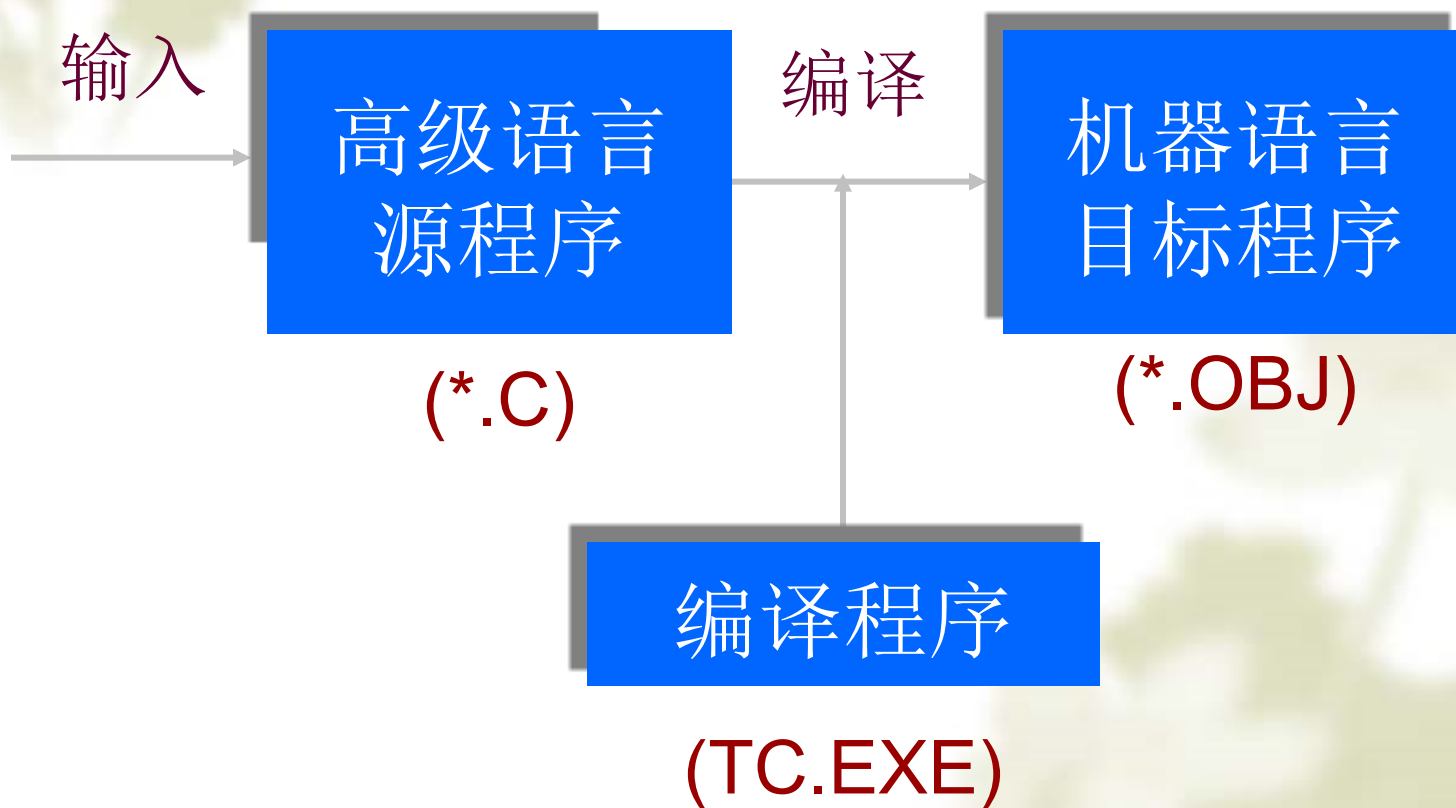 输入
高级语言
源程序
(*.C)
编译
机器语言
目标程序
(*.OBJ)
编译程序
(TC.EXE)